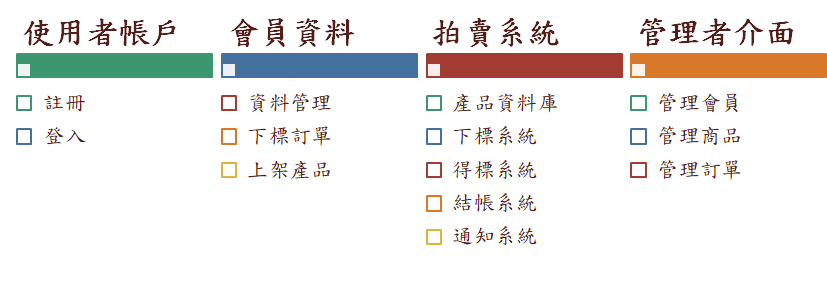 使用者帳戶
註冊
登入
會員資料
資料管理
下標訂單
上架產品
拍賣系統
產品資料庫
下標系統
得標系統
結帳系統
通知系統
管理者介面
管理會員
管理商品
管理訂單